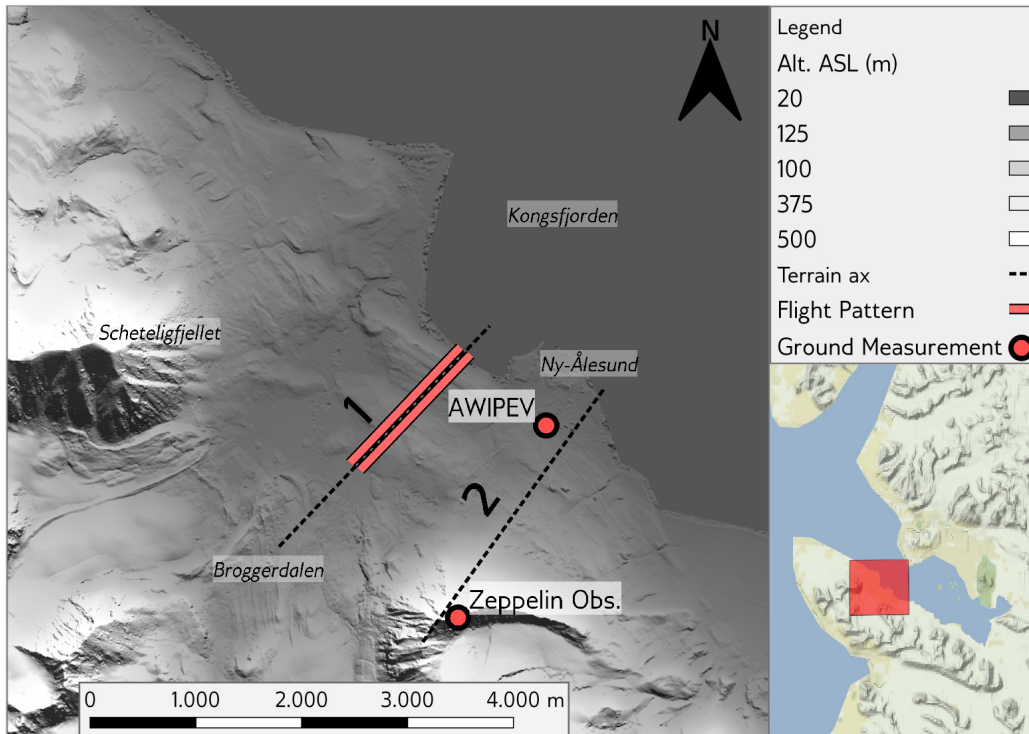 N
Kongsfjorden
Scheteligfjellet
Ny-Ålesund
1
AWIPEV
2
Broggerdalen
Zeppelin Obs.
0 1.000 2.000 3.000 4.000 m
Legend
Alt. ASL (m)
20
125
100
375
500
Terrain ax
Flight Pattern
Ground Measurement